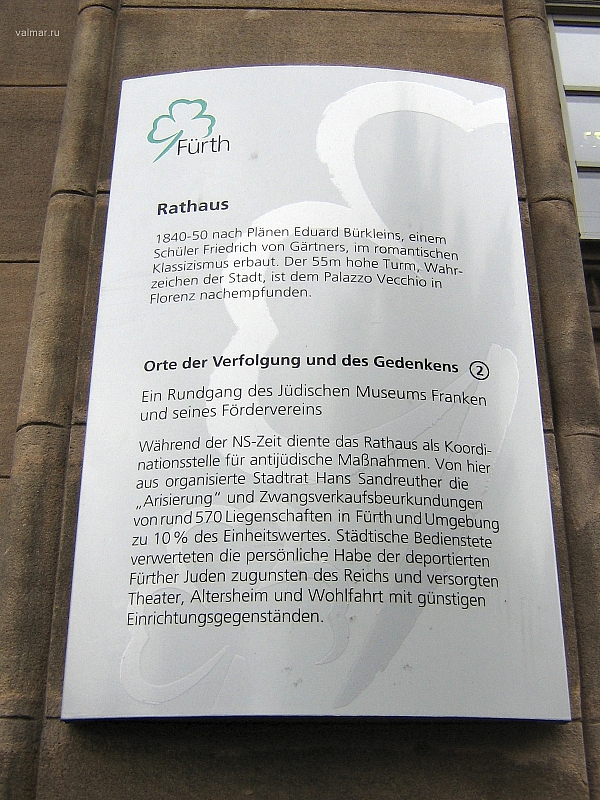 valmar.ru
Fürth
Rathaus
1840-50 nach Plänen Eduard Bürkleins, einem
Schüler Friedrich von Gärtners, im romantischen
Klassizismus erbaut. Der 55m hohe Turm, Wahr-
zeichen der Stadt, ist dem Palazzo Vecchio in
Florenz nachempfunden.
Orte der Verfolgung und des Gedenkens 2
Ein Rundgang des Jüdischen Museums Franken
und seines Fördervereins
Während der NS-Zeit diente das Rathaus als Koordi-
nationsstelle für antijüdische Maßnahmen. Von hier
aus organisierte Stadtrat Hans Sandreuther die
„Arisierung“ und Zwangsverkaufsbeurkundungen
von rund 570 Liegenschaften in Fürth und Umgebung
zu 10 % des Einheitswertes. Städtische Bedienstete
verwerteten die persönliche Habe der deportierten
Fürther Juden zugunsten des Reichs und versorgten
Theater, Altersheim und Wohlfahrt mit günstigen
Einrichtungsgegenständen.